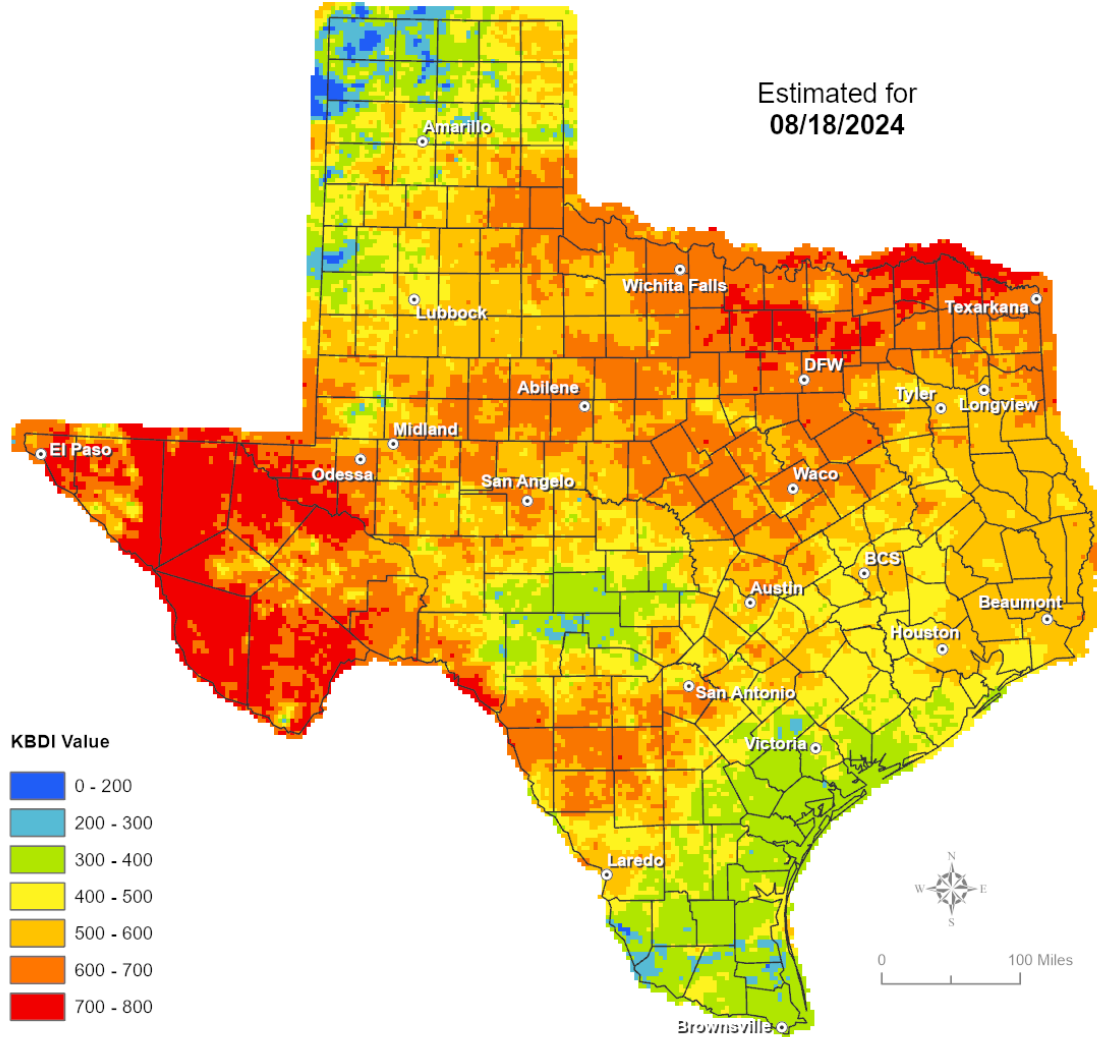 Estimated for
08/18/2024
Amarillo
Wichita Falls
Lubbock
Texarkana
DFW
Abilene
Tyler
Longview
Midland
El Paso
Odessa
San Angelo
Waco
BCS
Austin
Beaumont
Houston
San Antonio
Victoria
Laredo
Brownsville
KBDI Value
0 - 200
200 - 300
300 - 400
400 - 500
500 - 600
600 - 700
700 - 800
N
W E
S
0 100 Miles